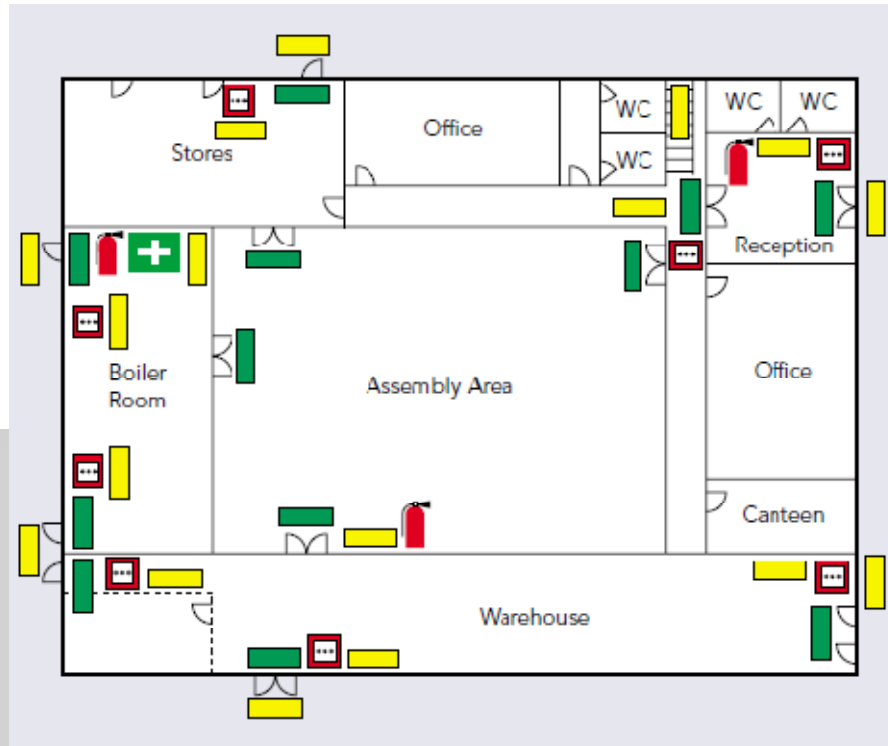 WC
WC
WC
Office
Stores
WC
Reception
Boiler
Room
Assembly Area
Office
Canteen
Warehouse